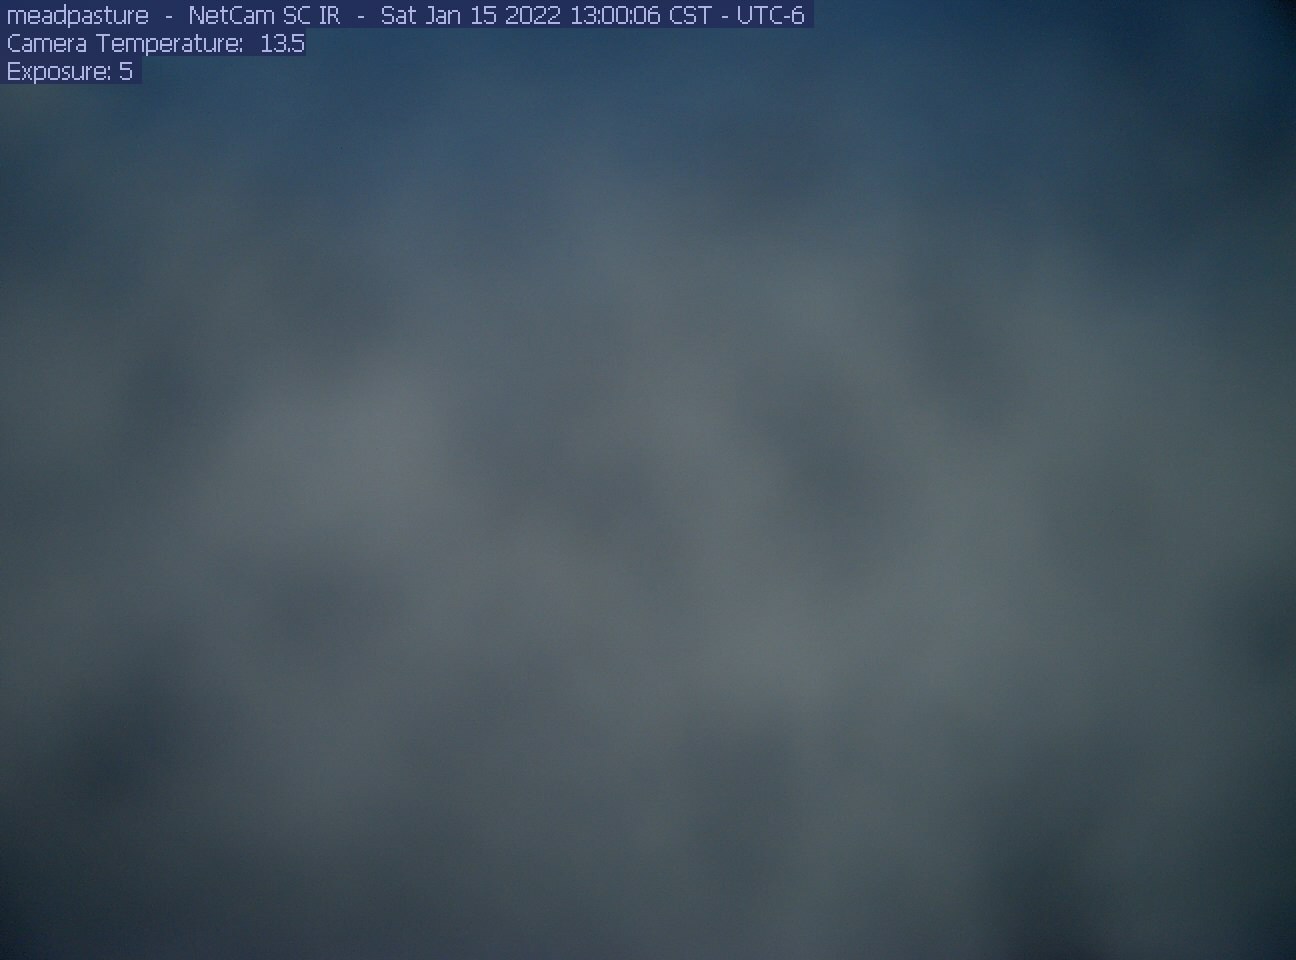 meadpasture - NetCam SC IR - Sat Jan 15 2022 13:00:06 CST - UTC-6
Camera Temperature: 13.5
Exposure: 5